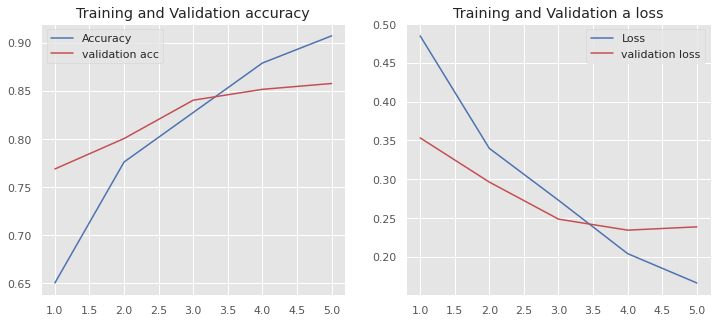 Training and Validation accuracy
Accuracy
validation acc
0.90
0.85
0.80
0.75
0.70
0.65
1.0 1.5 2.0 2.5 3.0 3.5 4.0 4.5 5.0
Training and Validation a loss
Loss
validation loss
0.50
0.45
0.40
0.35
0.30
0.25
0.20
1.0 1.5 2.0 2.5 3.0 3.5 4.0 4.5 5.0